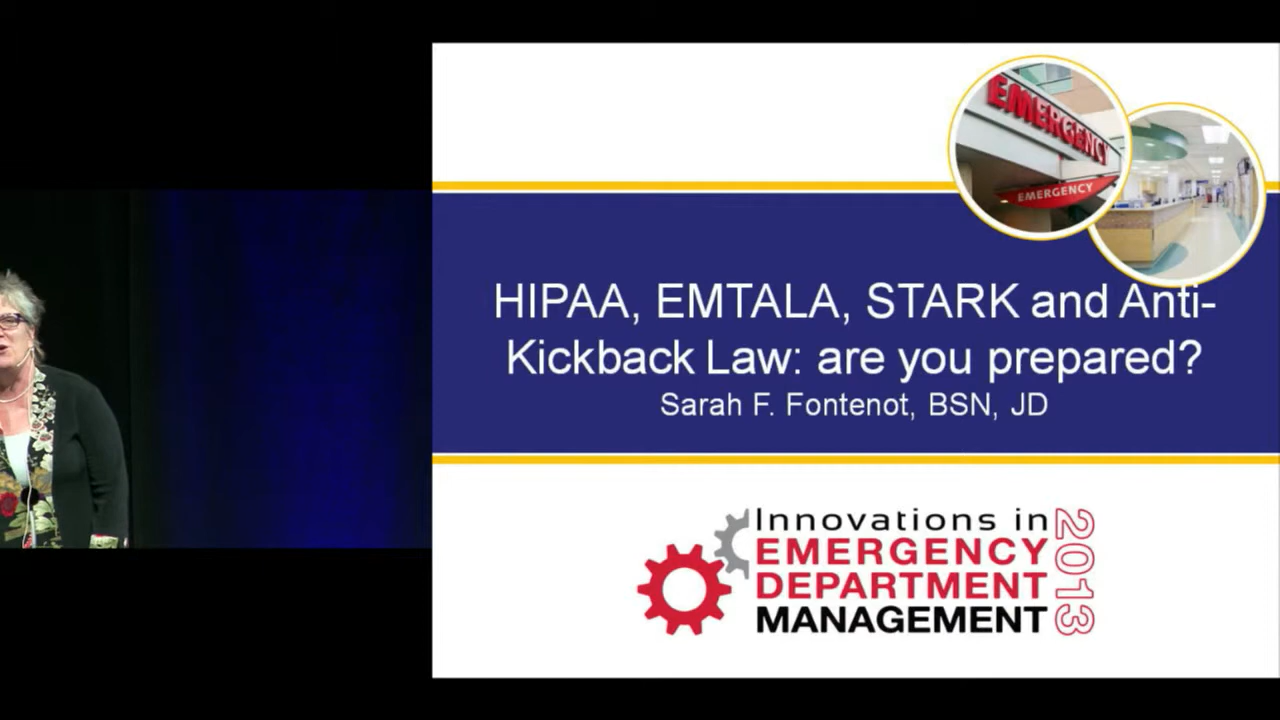 EMERGENCY
EMERGENCY
HIPAA, EMTALA, STARK and Anti-
Kickback Law: are you prepared?
Sarah F. Fontenot, BSN, JD
Innovations in
EMERGENCY
DEPARTMENT
MANAGEMENT
2013